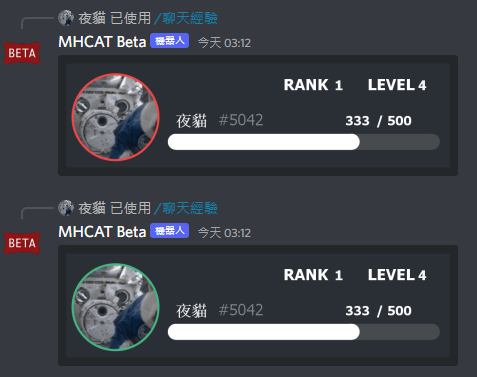 夜貓 已使用 /聊天經驗
BETA
MHCAT Beta 機器人 今天 03:12
RANK 1 LEVEL 4
夜貓 #5042 333 / 500
夜貓 已使用 /聊天經驗
BETA
MHCAT Beta 機器人 今天 03:12
RANK 1 LEVEL 4
夜貓 #5042 333 / 500